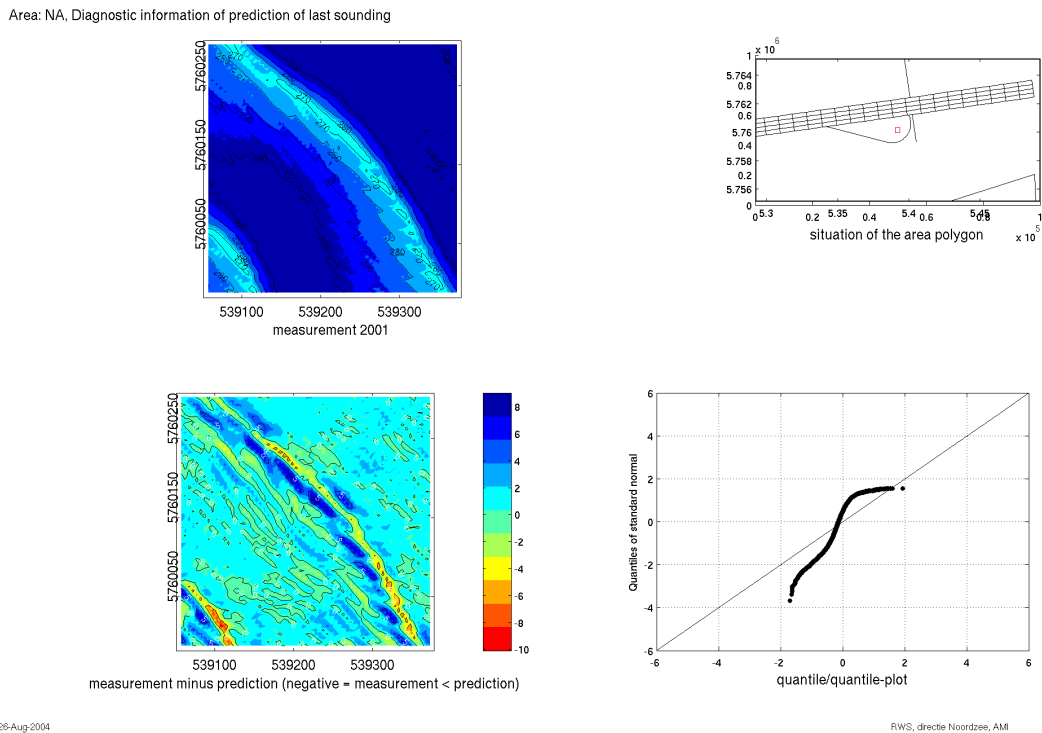 Area: NA, Diagnostic information of prediction of last sounding
5760250
5760150
5760050
539100 539200 539300
measurement 2001
x 10^6
1
5.764
0.8
5.762
0.6
5.76
0.4
5.758
0.2
5.756
0
0 5.3 0.2 5.35 0.4 5.4 0.6 5.45 0.8 1
x 10^5
situation of the area polygon
5760250
5760150
5760050
539100 539200 539300
measurement minus prediction (negative = measurement < prediction)
8
6
4
2
0
-2
-4
-6
-8
-10
6
4
2
0
-2
-4
-6
-6 -4 -2 0 2 4 6
Quantiles of standard normal
quantile/quantile-plot
26-Aug-2004
RWS, directie Noordzee, AMI